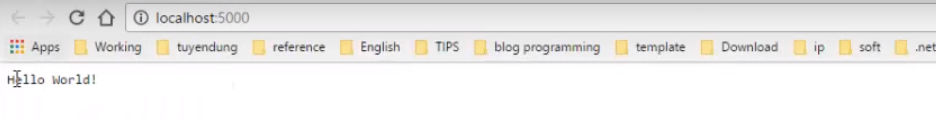 localhost:5000
Apps Working tuyendung reference English TIPS blog programming template Download ip soft .net
Hello World!